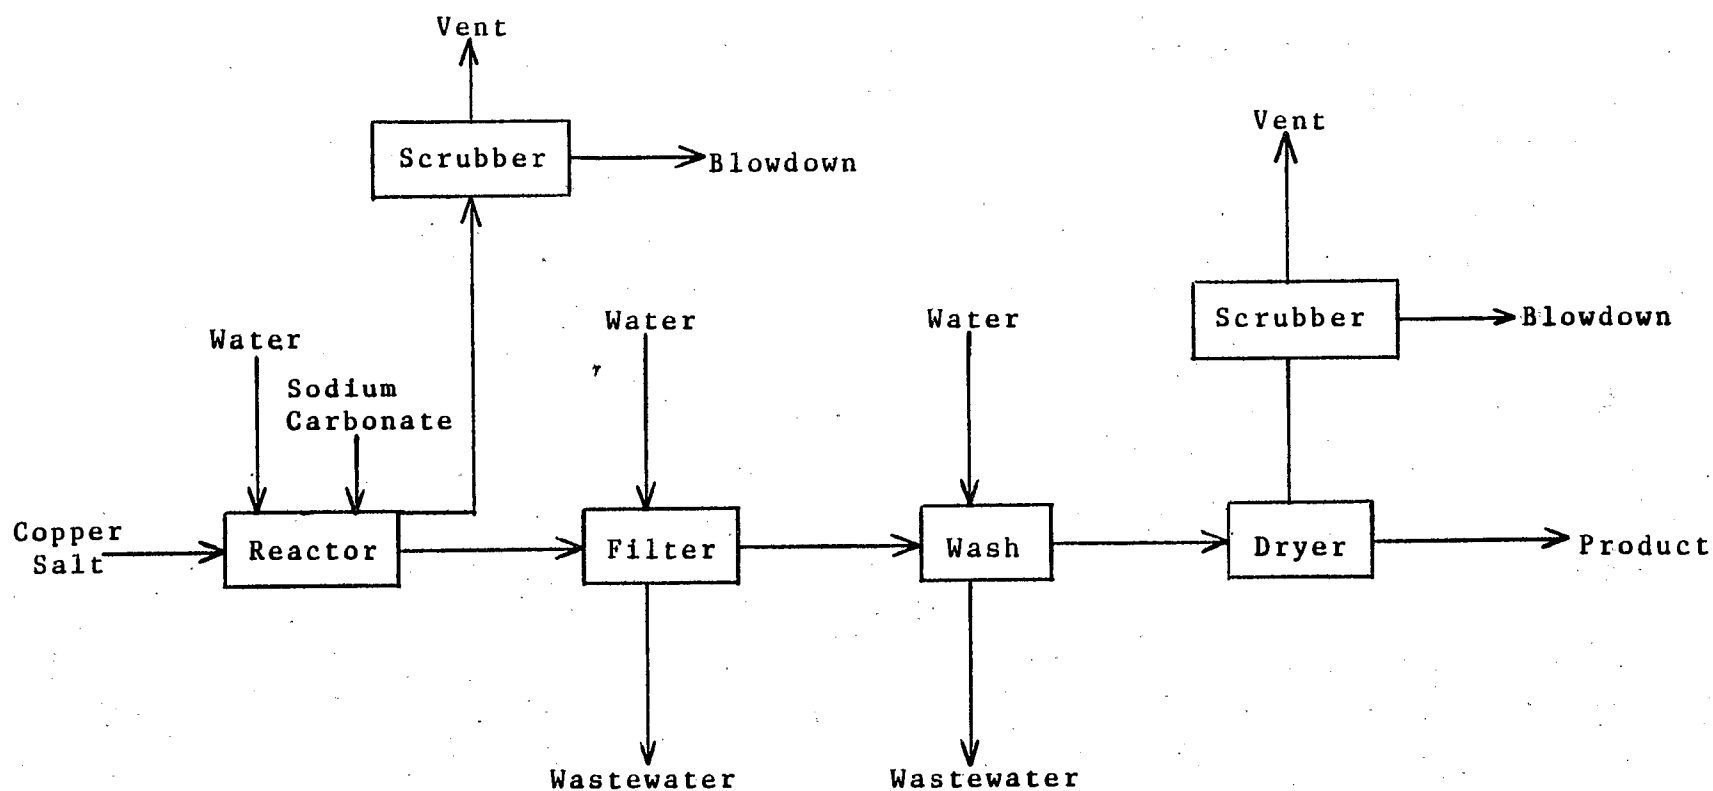 Vent
Scrubber
Blowdown
Vent
Scrubber
Blowdown
Water
Water
Water
Sodium
Carbonate
Copper
Salt
Reactor
Filter
Wash
Dryer
Product
Wastewater
Wastewater